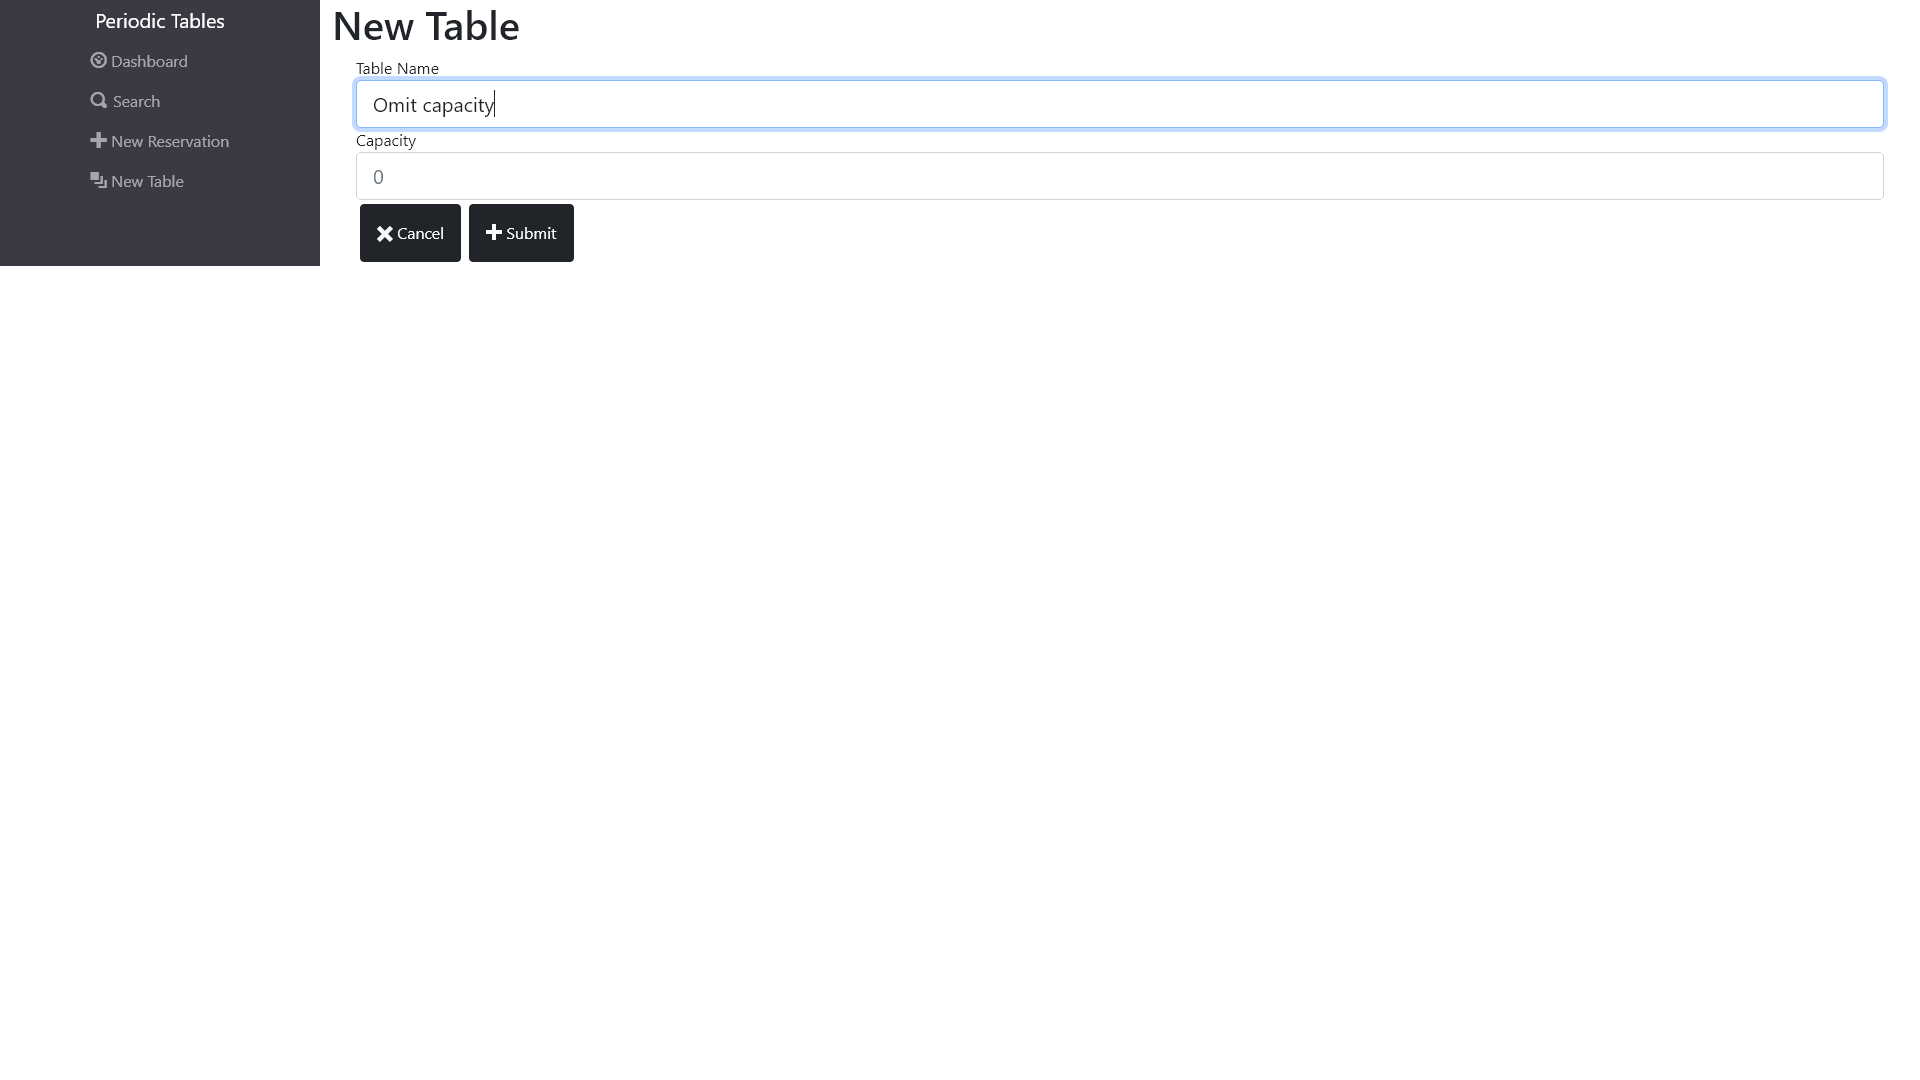 Periodic Tables
Dashboard
Search
New Reservation
New Table
New Table
Table Name
Omit capacity
Capacity
0
Cancel
Submit